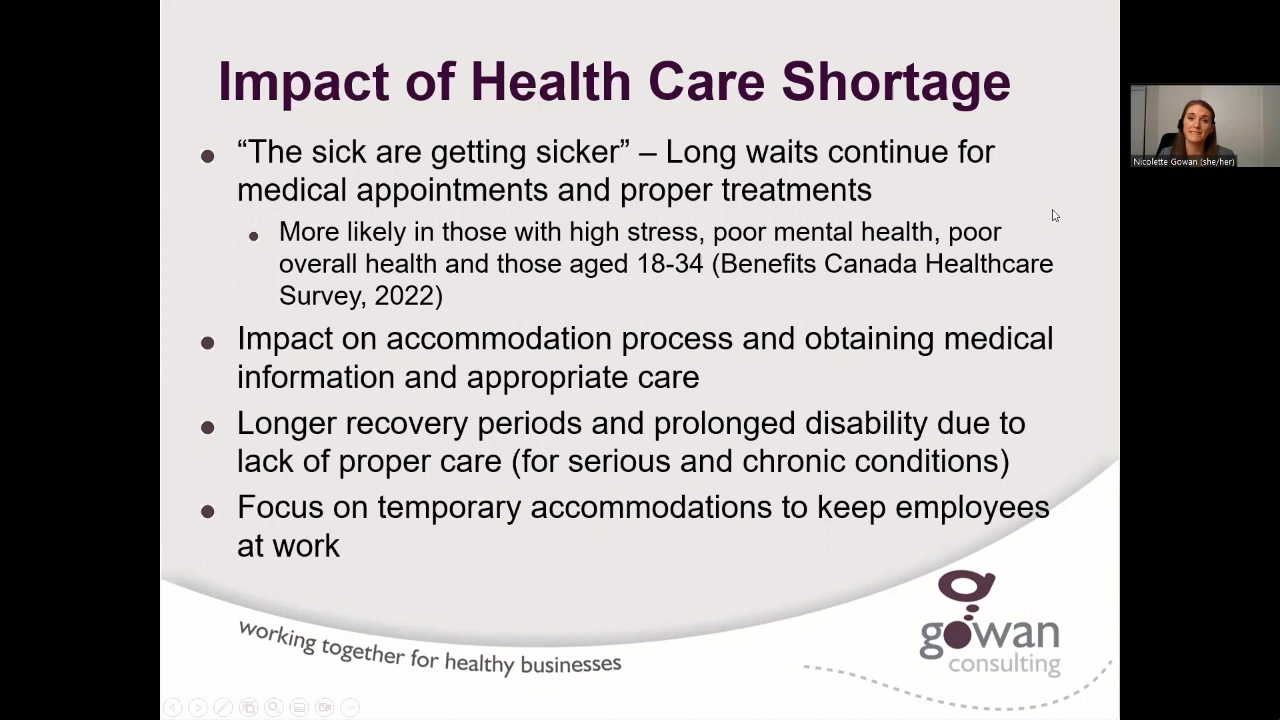 Impact of Health Care Shortage
“The sick are getting sicker” – Long waits continue for
medical appointments and proper treatments
More likely in those with high stress, poor mental health, poor
overall health and those aged 18-34 (Benefits Canada Healthcare
Survey, 2022)
Impact on accommodation process and obtaining medical
information and appropriate care
Longer recovery periods and prolonged disability due to
lack of proper care (for serious and chronic conditions)
Focus on temporary accommodations to keep employees
at work
working together for healthy businesses
gowan
consulting
Nicolette Gowan (she/her)